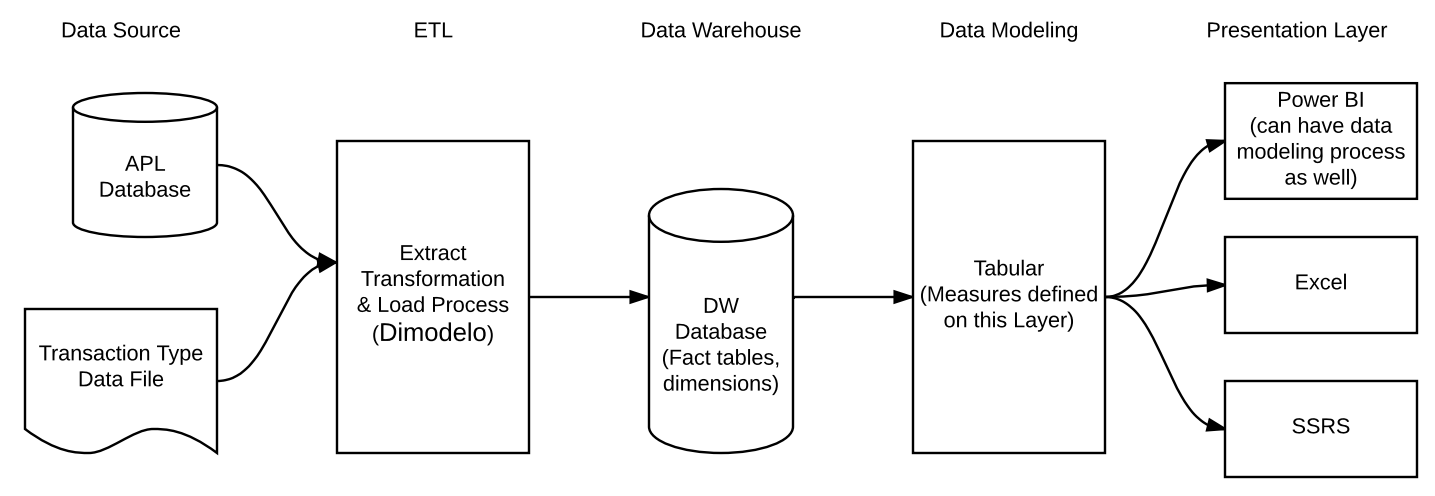 Data Source
ETL
Data Warehouse
Data Modeling
Presentation Layer
APL
Database
Transaction Type
Data File
Extract
Transformation
& Load Process
(Dimodelo)
DW
Database
(Fact tables,
dimensions)
Tabular
(Measures defined
on this Layer)
Power BI
(can have data
modeling process
as well)
Excel
SSRS